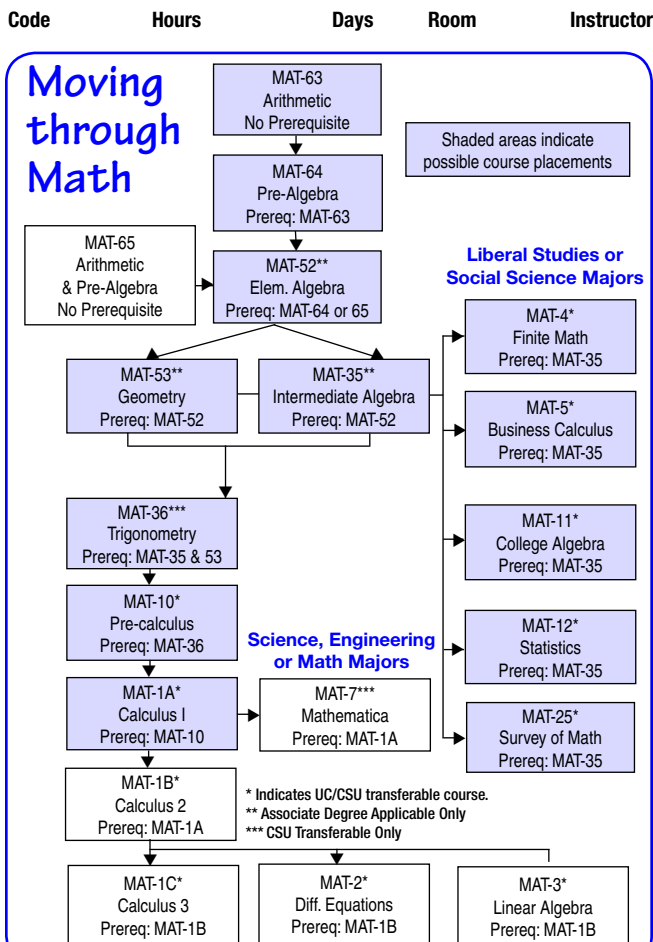 Code Hours Days Room Instructor
Moving
through
Math
MAT-63
Arithmetic
No Prerequisite
Shaded areas indicate
possible course placements
MAT-64
Pre-Algebra
Prereq: MAT-63
MAT-65
Arithmetic
& Pre-Algebra
No Prerequisite
MAT-52**
Elem. Algebra
Prereq: MAT-64 or 65
Liberal Studies or
Social Science Majors
MAT-4*
Finite Math
Prereq: MAT-35
MAT-53**
Geometry
Prereq: MAT-52
MAT-35**
Intermediate Algebra
Prereq: MAT-52
MAT-5*
Business Calculus
Prereq: MAT-35
MAT-36***
Trigonometry
Prereq: MAT-35 & 53
MAT-11*
College Algebra
Prereq: MAT-35
MAT-10*
Pre-calculus
Prereq: MAT-36
MAT-12*
Statistics
Prereq: MAT-35
Science, Engineering
or Math Majors
MAT-1A*
Calculus I
Prereq: MAT-10
MAT-7***
Mathematica
Prereq: MAT-1A
MAT-25*
Survey of Math
Prereq: MAT-35
MAT-1B*
Calculus 2
Prereq: MAT-1A
* Indicates UC/CSU transferable course.
** Associate Degree Applicable Only
*** CSU Transferable Only
MAT-1C*
Calculus 3
Prereq: MAT-1B
MAT-2*
Diff. Equations
Prereq: MAT-1B
MAT-3*
Linear Algebra
Prereq: MAT-1B